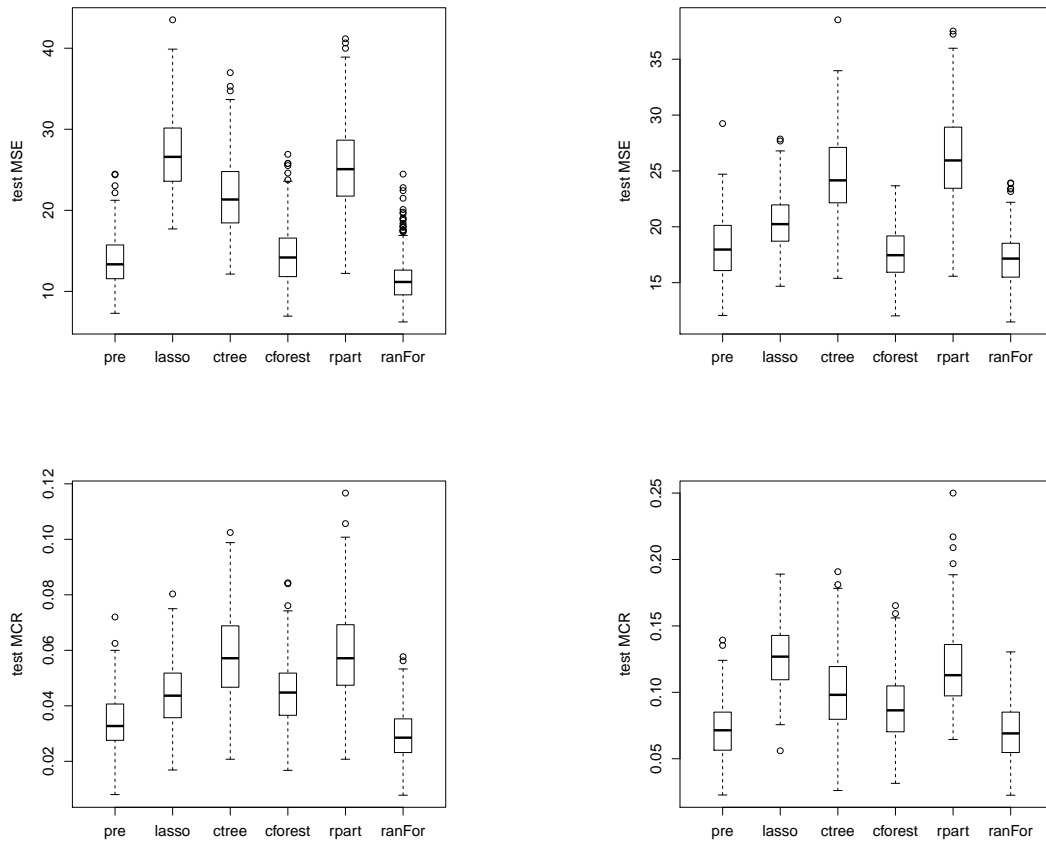 test MSE
40
30
20
10
pre lasso ctree cforest rpart ranFor
test MSE
35
30
25
20
15
pre lasso ctree cforest rpart ranFor
test MCR
0.12
0.10
0.08
0.06
0.04
0.02
pre lasso ctree cforest rpart ranFor
test MCR
0.25
0.20
0.15
0.10
0.05
pre lasso ctree cforest rpart ranFor